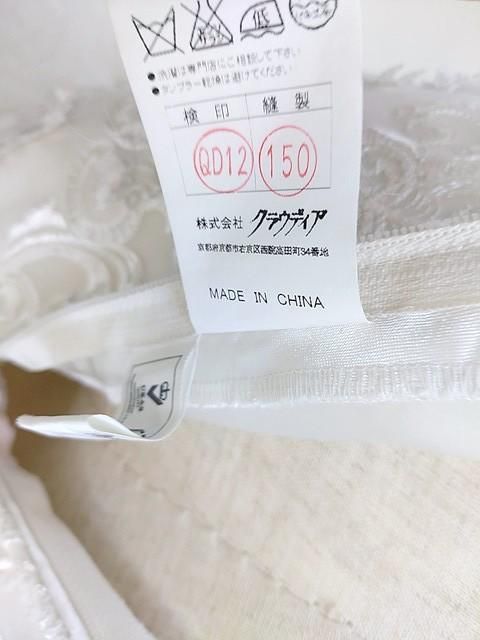 低
●洗濯は専門店にご相談して下さい
●タンブラー乾燥は避けてください
検印 縫製
QD12 150
株式会社 クラウディア
京都府京都市右京区西院高田町34番地
MADE IN CHINA